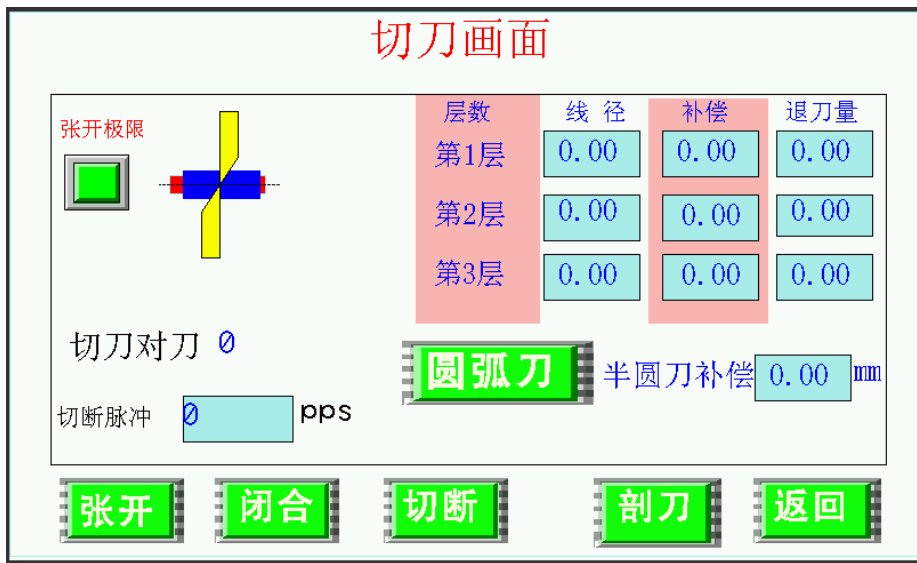 切刀画面
张开极限
层数 线 径 补偿 退刀量
第1层 0.00 0.00 0.00
第2层 0.00 0.00 0.00
第3层 0.00 0.00 0.00
切刀对刀 0
圆弧刀 半圆刀补偿 0.00 mm
切断脉冲 0 pps
张开 闭合 切断 剖刀 返回